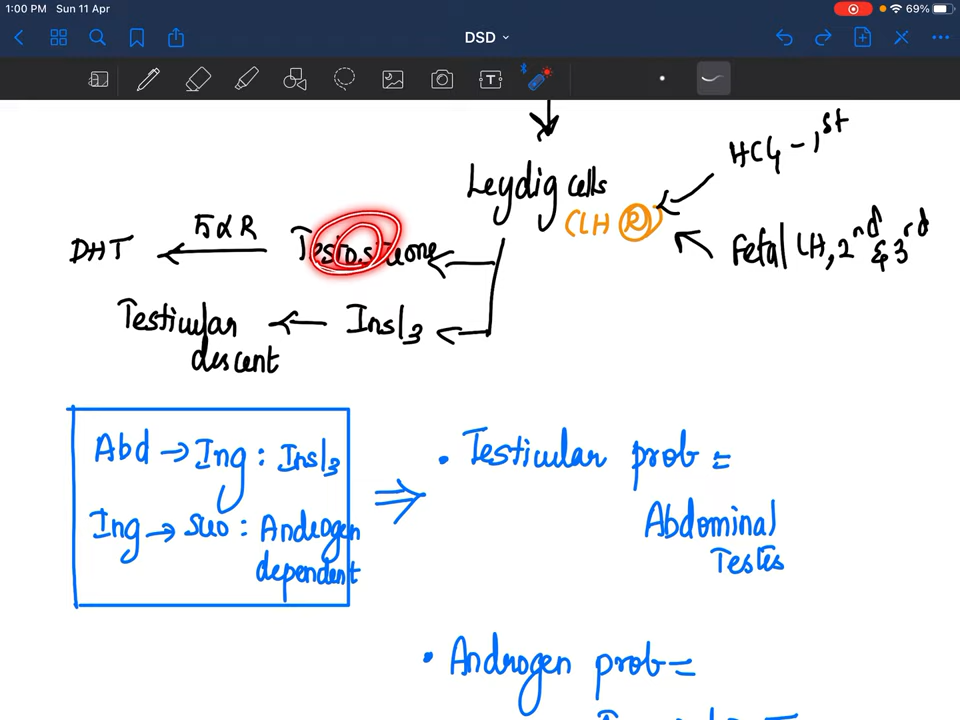 1:00 PM Sun 11 Apr
69%
DSD
T
Leydig cells
(LH R)
HCG - 1st
Fetal LH, 2nd & 3rd
DHT ← 5αR Testosterone
Testicular descent ← Insl3
Abd → Ing : Insl3
Ing → Scro : Androgen
dependent
⇒
• Testicular prob =
Abdominal
Testes
• Androgen prob =